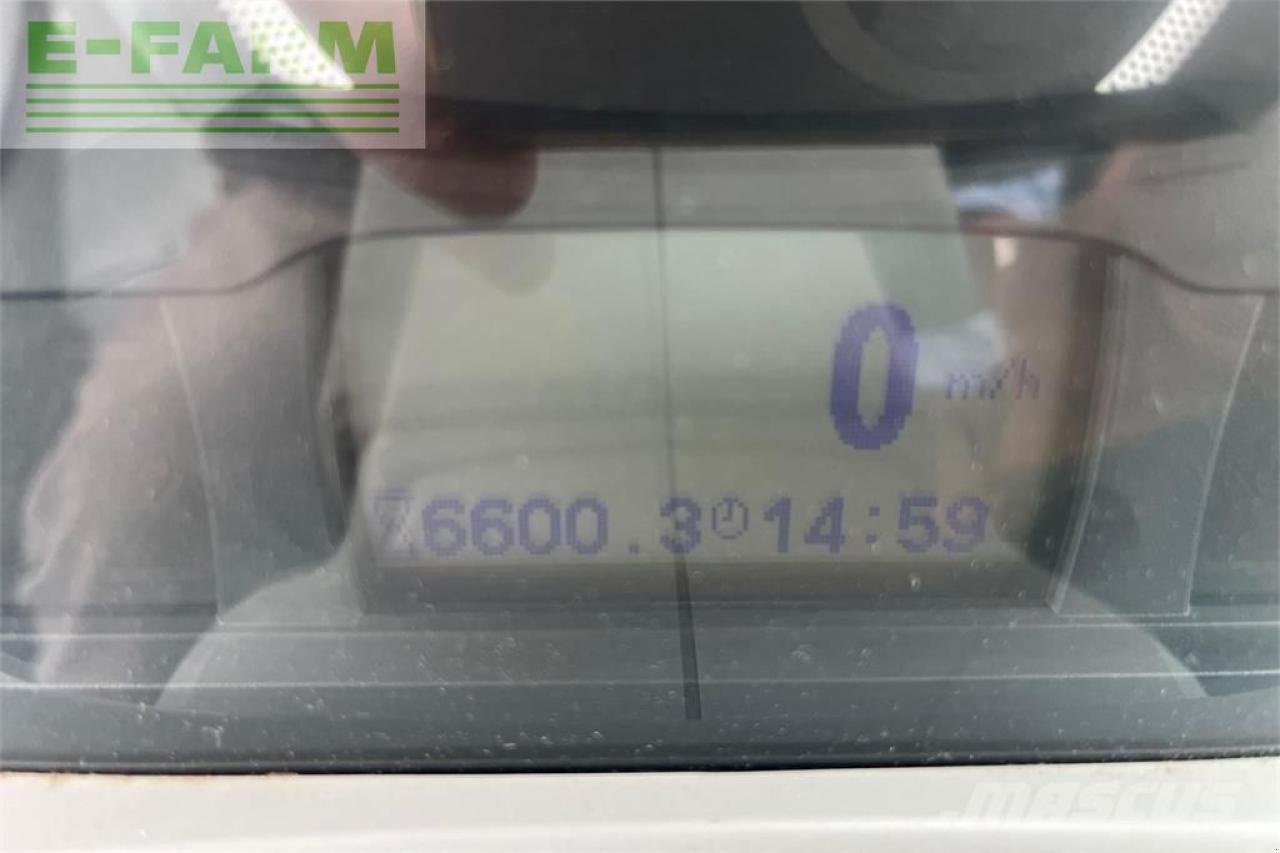 E-FARM
0 m/h
6600.3 14:59
MASCUS